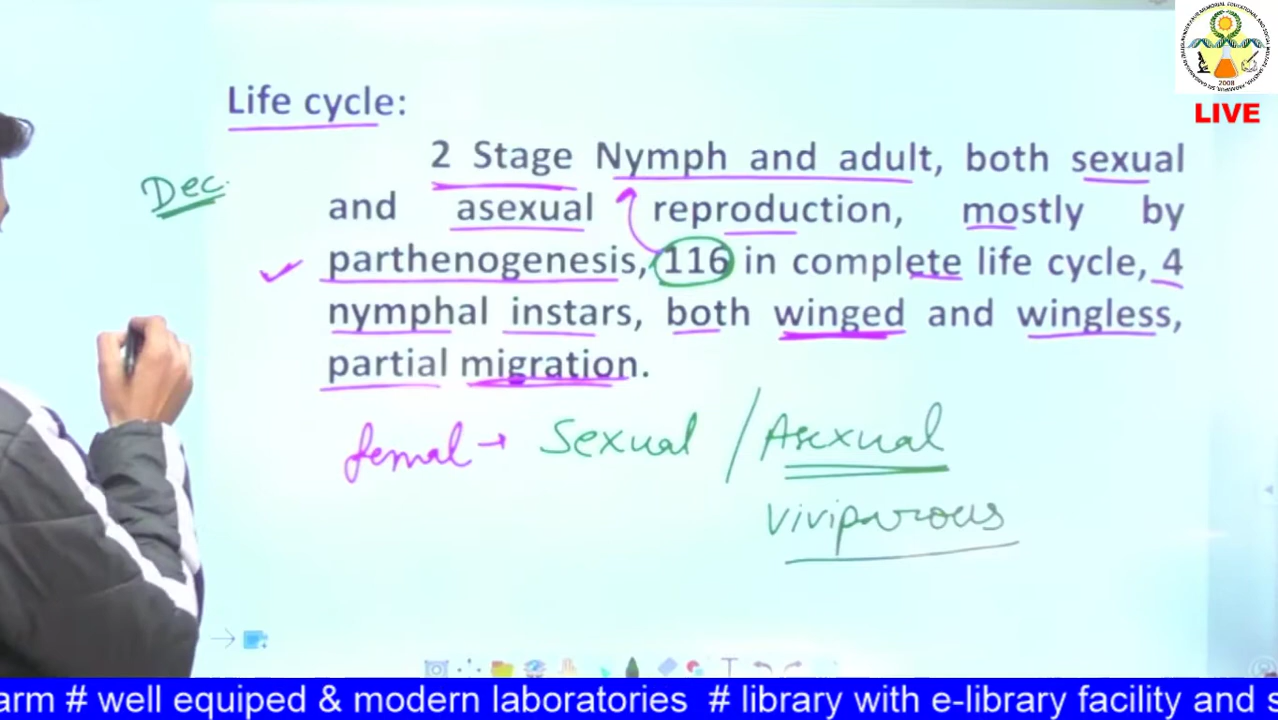 2008
LIVE
Life cycle:
2 Stage Nymph and adult, both sexual
and asexual reproduction, mostly by
parthenogenesis, 116 in complete life cycle, 4
nymphal instars, both winged and wingless,
partial migration.
Dec.
femal → Sexual / Asexual
viviparous
arm # well equiped & modern laboratories # library with e-library facility and s